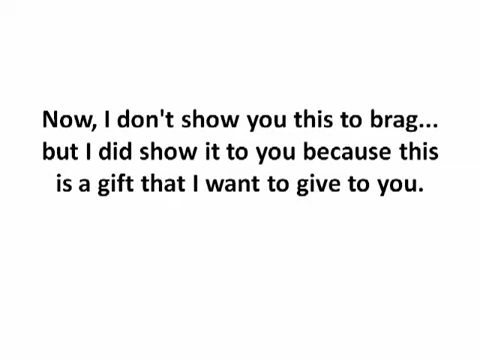 Now, I don't show you this to brag...
but I did show it to you because this
is a gift that I want to give to you.